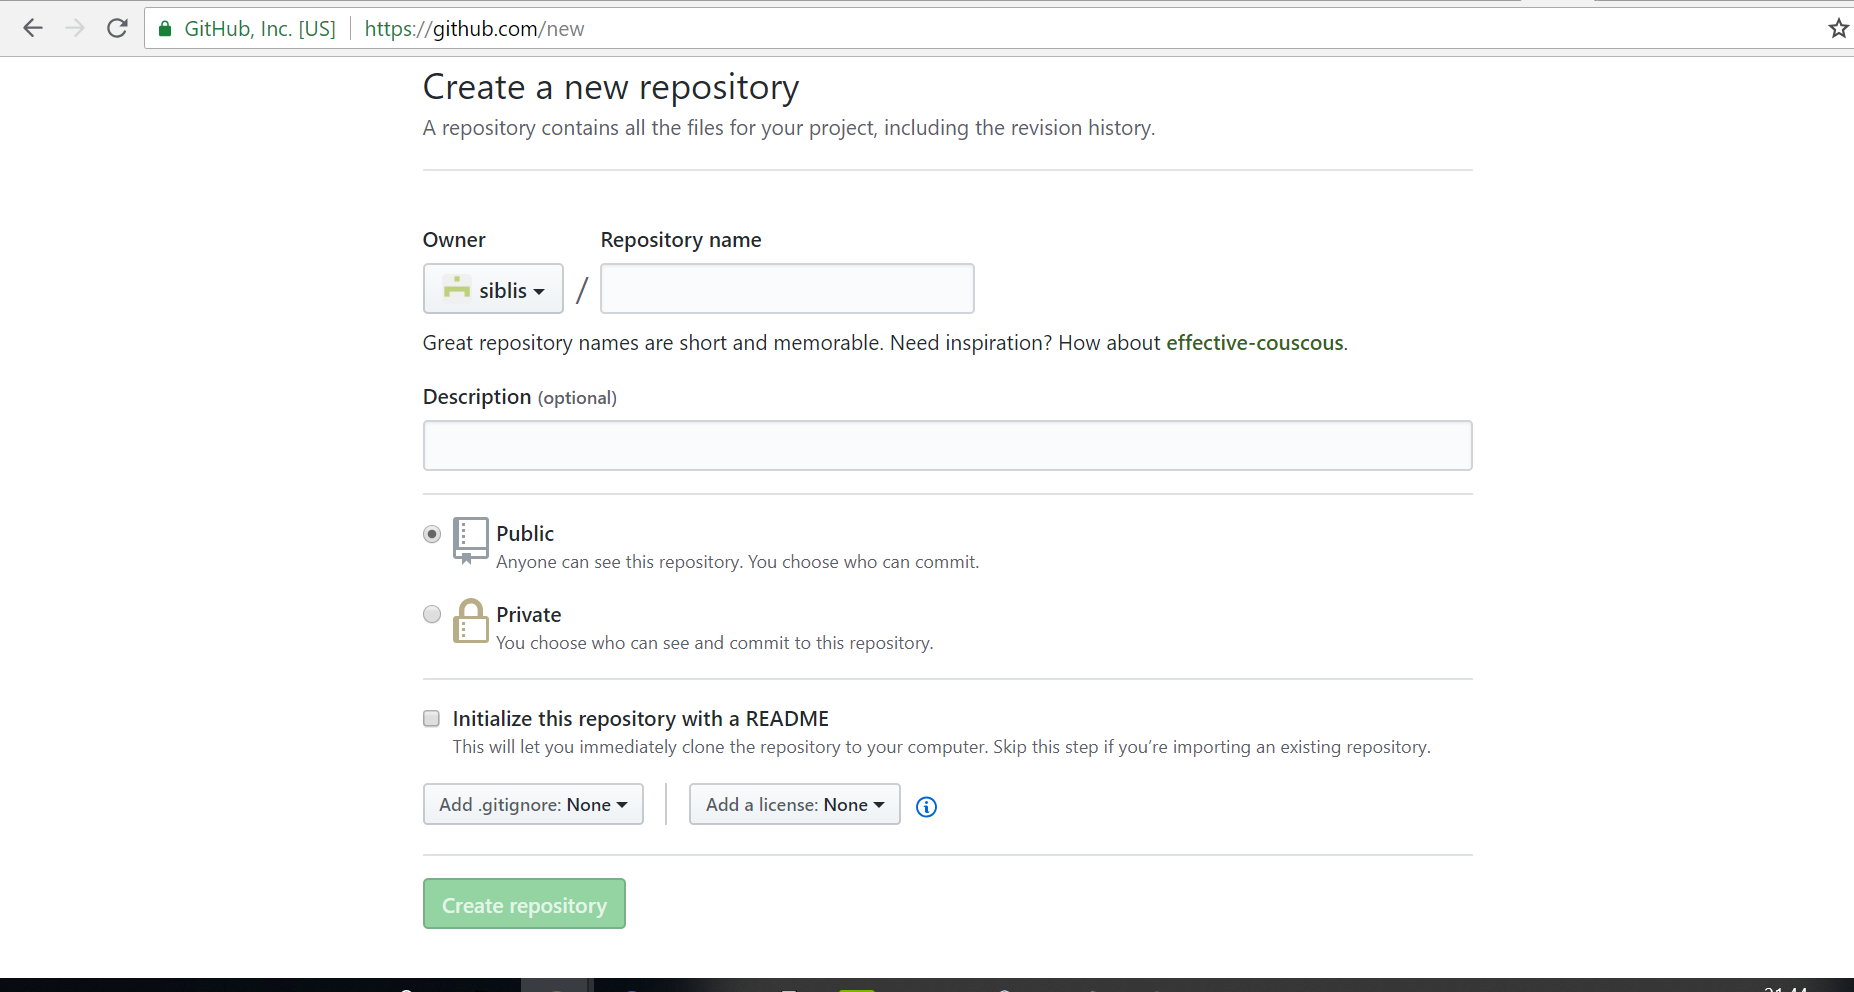 GitHub, Inc. [US] https://github.com/new
Create a new repository
A repository contains all the files for your project, including the revision history.
Owner Repository name
siblis /
Great repository names are short and memorable. Need inspiration? How about effective-couscous.
Description (optional)
Public
Anyone can see this repository. You choose who can commit.
Private
You choose who can see and commit to this repository.
Initialize this repository with a README
This will let you immediately clone the repository to your computer. Skip this step if you’re importing an existing repository.
Add .gitignore: None Add a license: None
Create repository